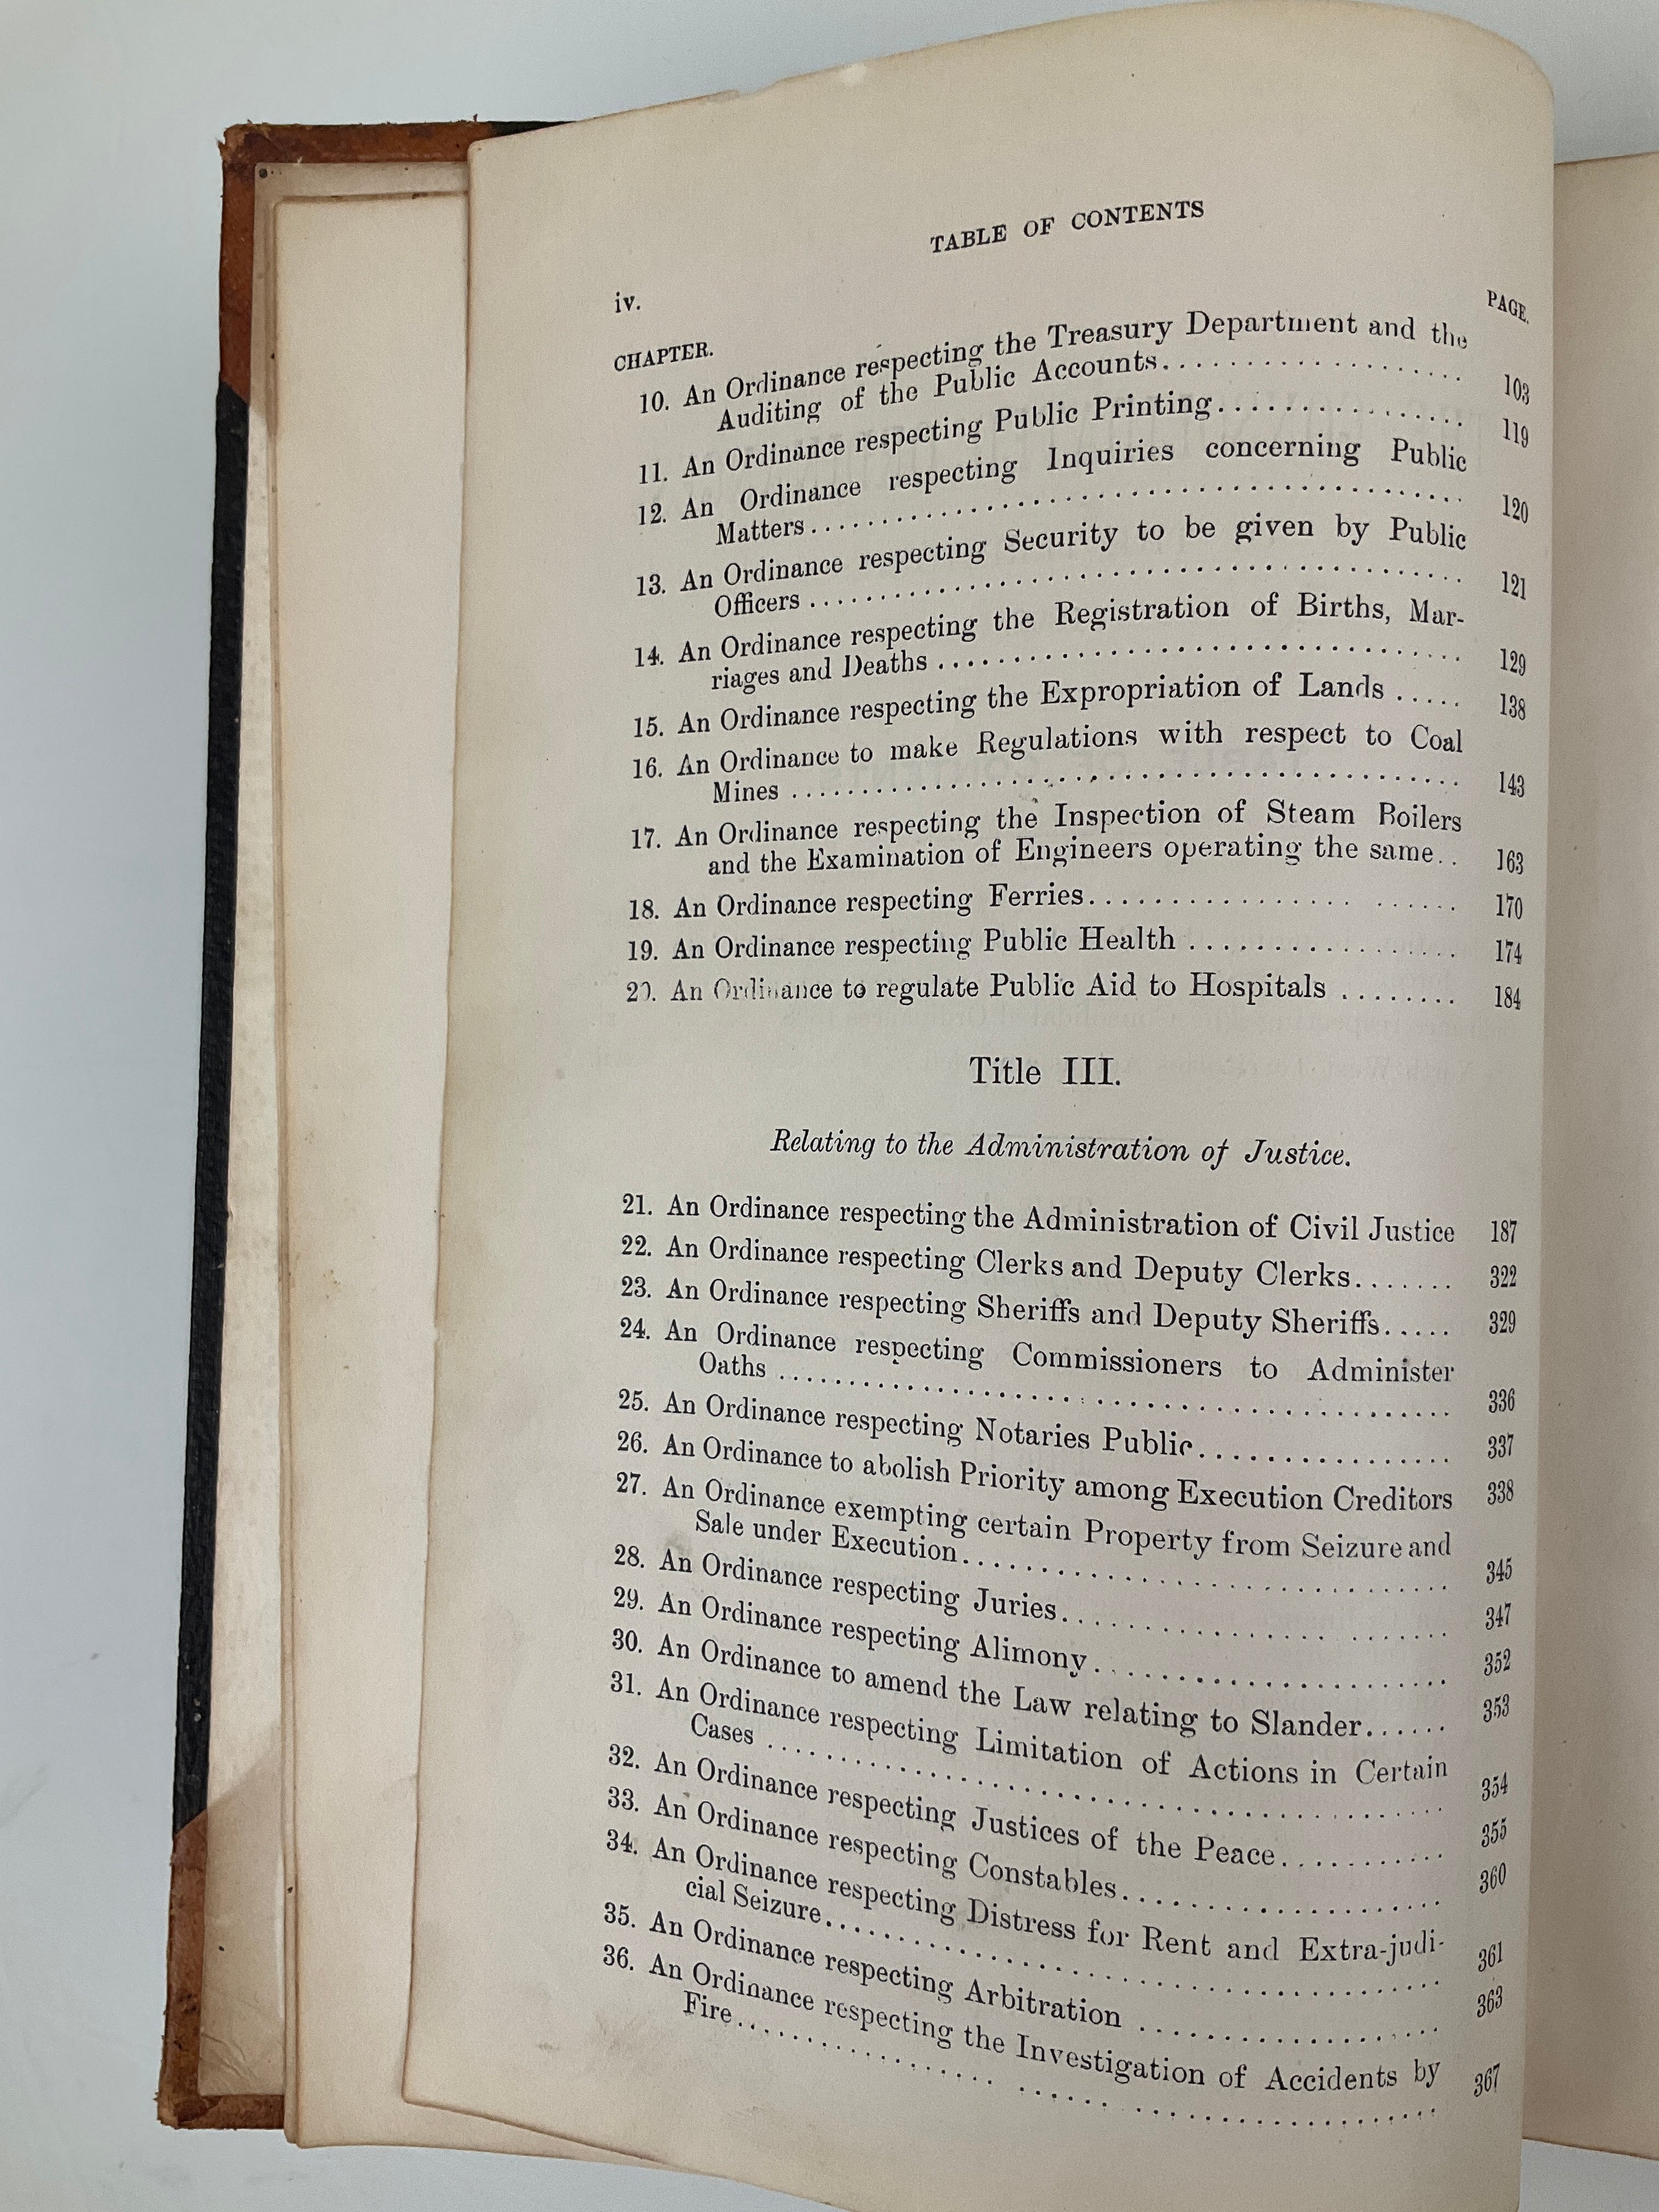 TABLE OF CONTENTS
iv.
CHAPTER. PAGE.
10. An Ordinance respecting the Treasury Department and the
Auditing of the Public Accounts.................... 103
11. An Ordinance respecting Public Printing................. 119
12. An Ordinance respecting Inquiries concerning Public
Matters.............................................. 120
13. An Ordinance respecting Security to be given by Public
Officers .............................................. 121
14. An Ordinance respecting the Registration of Births, Mar-
riages and Deaths .................................... 129
15. An Ordinance respecting the Expropriation of Lands ..... 138
16. An Ordinance to make Regulations with respect to Coal
Mines ................................................ 143
17. An Ordinance respecting the Inspection of Steam Boilers
and the Examination of Engineers operating the same.. 163
18. An Ordinance respecting Ferries......................... 170
19. An Ordinance respecting Public Health ................... 174
20. An Ordinance to regulate Public Aid to Hospitals ........ 184
Title III.
Relating to the Administration of Justice.
21. An Ordinance respecting the Administration of Civil Justice 187
22. An Ordinance respecting Clerks and Deputy Clerks....... 322
23. An Ordinance respecting Sheriffs and Deputy Sheriffs..... 329
24. An Ordinance respecting Commissioners to Administer
Oaths ................................................ 336
25. An Ordinance respecting Notaries Public.................. 337
26. An Ordinance to abolish Priority among Execution Creditors 338
27. An Ordinance exempting certain Property from Seizure and
Sale under Execution.................................. 345
28. An Ordinance respecting Juries........................... 347
29. An Ordinance respecting Alimony......................... 352
30. An Ordinance to amend the Law relating to Slander...... 353
31. An Ordinance respecting Limitation of Actions in Certain
Cases ................................................ 354
32. An Ordinance respecting Justices of the Peace........... 355
33. An Ordinance respecting Constables...................... 360
34. An Ordinance respecting Distress for Rent and Extra-judi-
cial Seizure.......................................... 361
35. An Ordinance respecting Arbitration ..................... 363
36. An Ordinance respecting the Investigation of Accidents by
Fire.................................................. 367